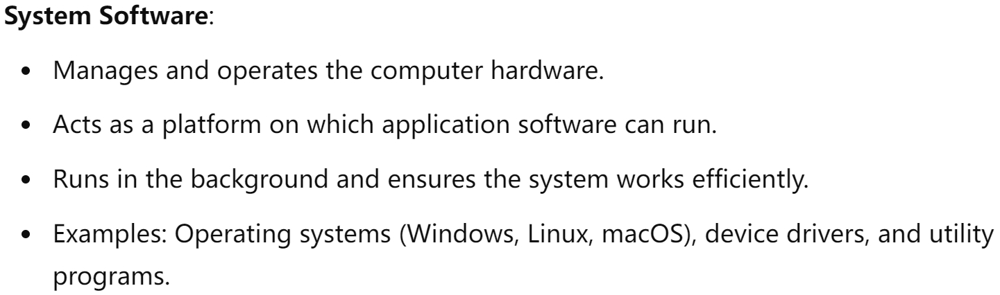 System Software:
• Manages and operates the computer hardware.
• Acts as a platform on which application software can run.
• Runs in the background and ensures the system works efficiently.
• Examples: Operating systems (Windows, Linux, macOS), device drivers, and utility
programs.